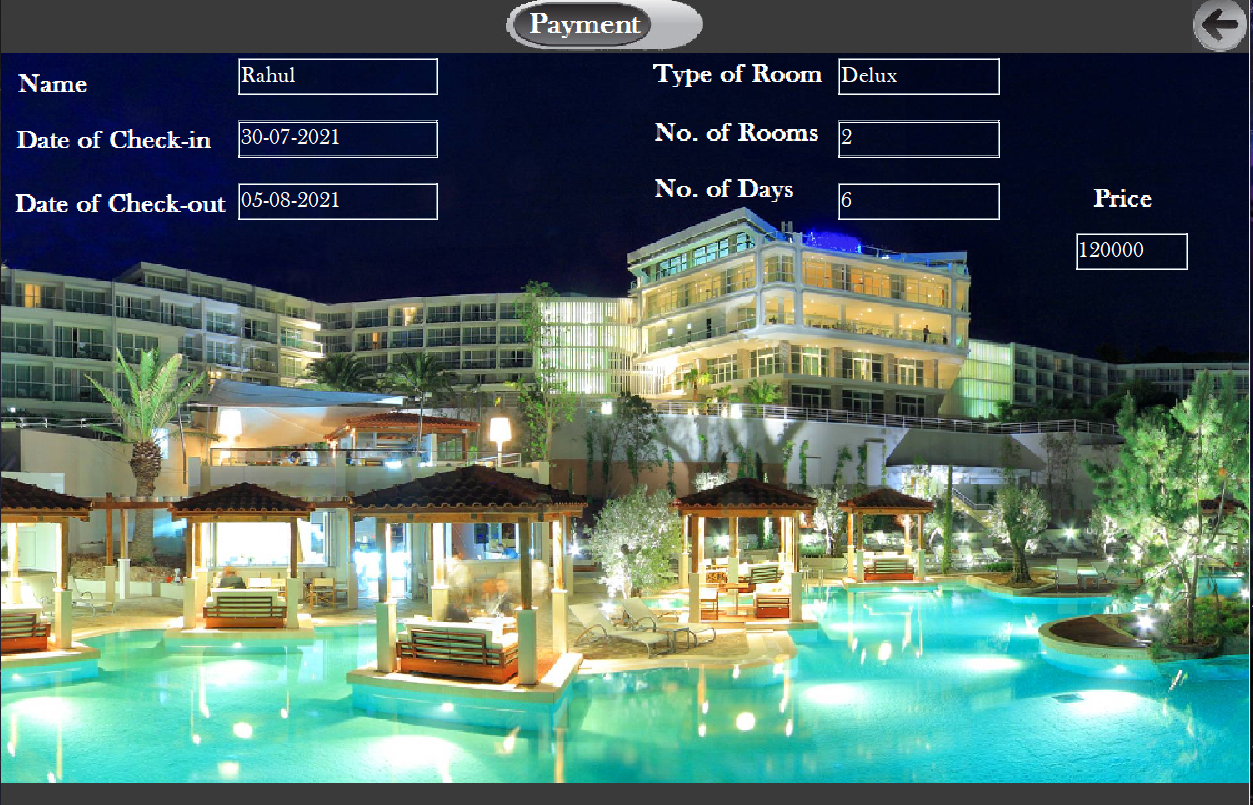 Payment
Name
Rahul
Type of Room
Delux
Date of Check-in
30-07-2021
No. of Rooms
2
Date of Check-out
05-08-2021
No. of Days
6
Price
120000